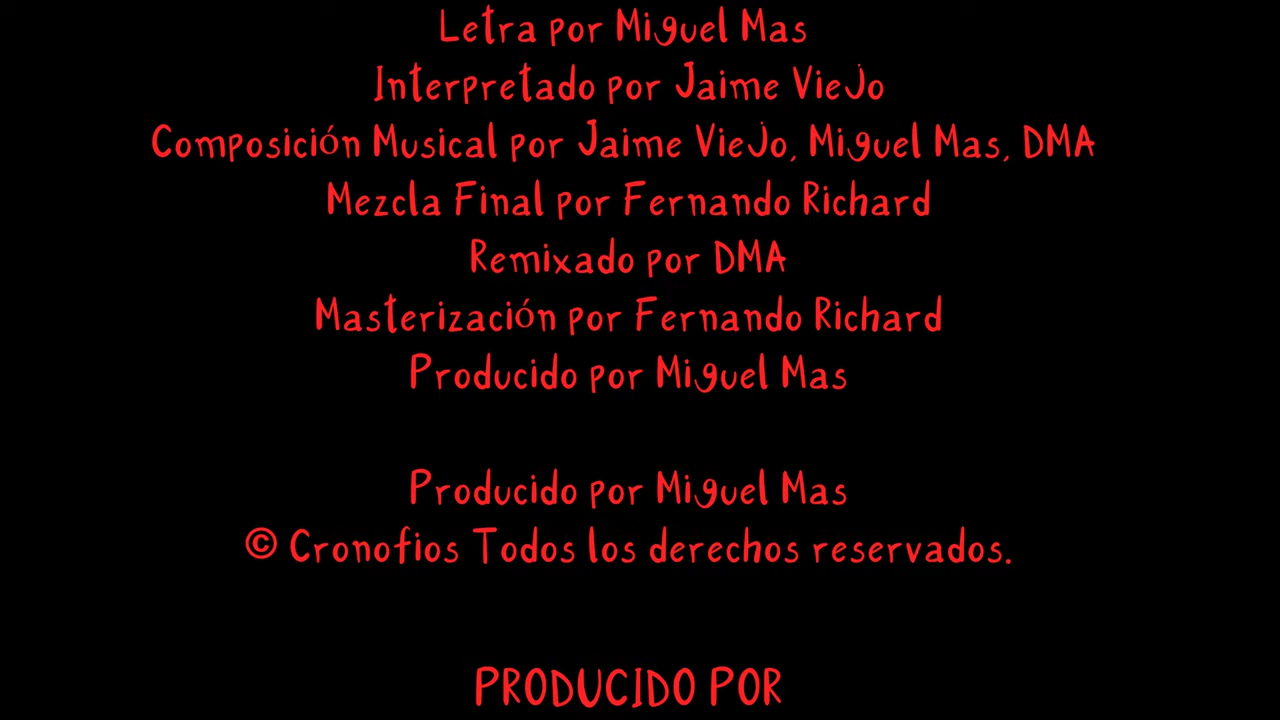 Letra por Miguel Mas
Interpretado por Jaime Viejo
Composición Musical por Jaime Viejo, Miguel Mas, DMA
Mezcla Final por Fernando Richard
Remixado por DMA
Masterización por Fernando Richard
Producido por Miguel Mas
Producido por Miguel Mas
© Cronofios Todos los derechos reservados.
PRODUCIDO POR